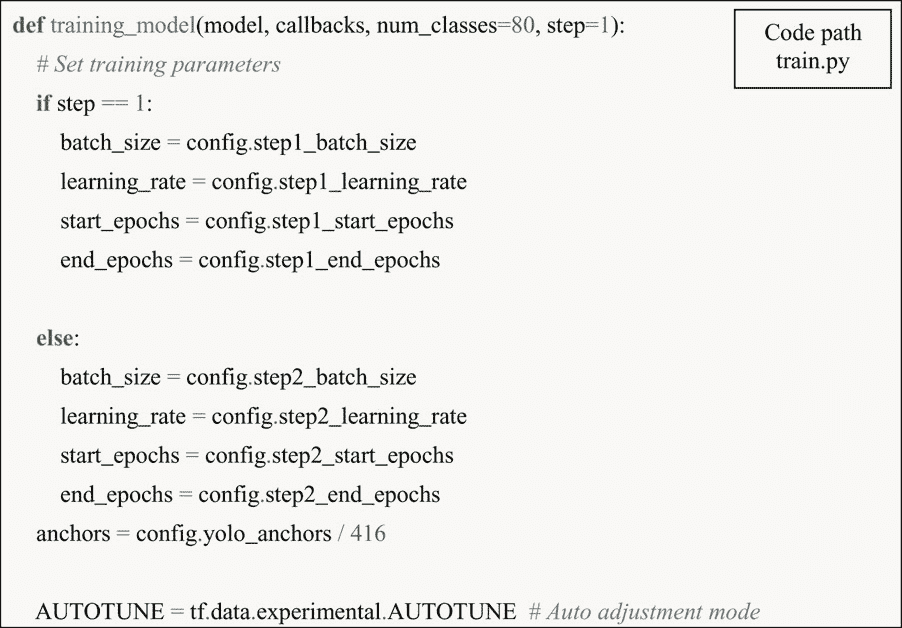 def training_model(model, callbacks, num_classes=80, step=1):
Code path
train.py
# Set training parameters
if step == 1:
batch_size = config.step1_batch_size
learning_rate = config.step1_learning_rate
start_epochs = config.step1_start_epochs
end_epochs = config.step1_end_epochs
else:
batch_size = config.step2_batch_size
learning_rate = config.step2_learning_rate
start_epochs = config.step2_start_epochs
end_epochs = config.step2_end_epochs
anchors = config.yolo_anchors / 416
AUTOTUNE = tf.data.experimental.AUTOTUNE # Auto adjustment mode